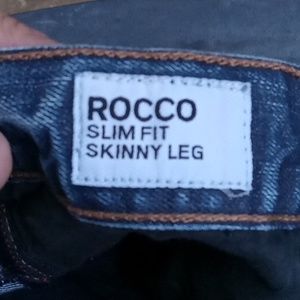 ROCCO
SLIM FIT
SKINNY LEG